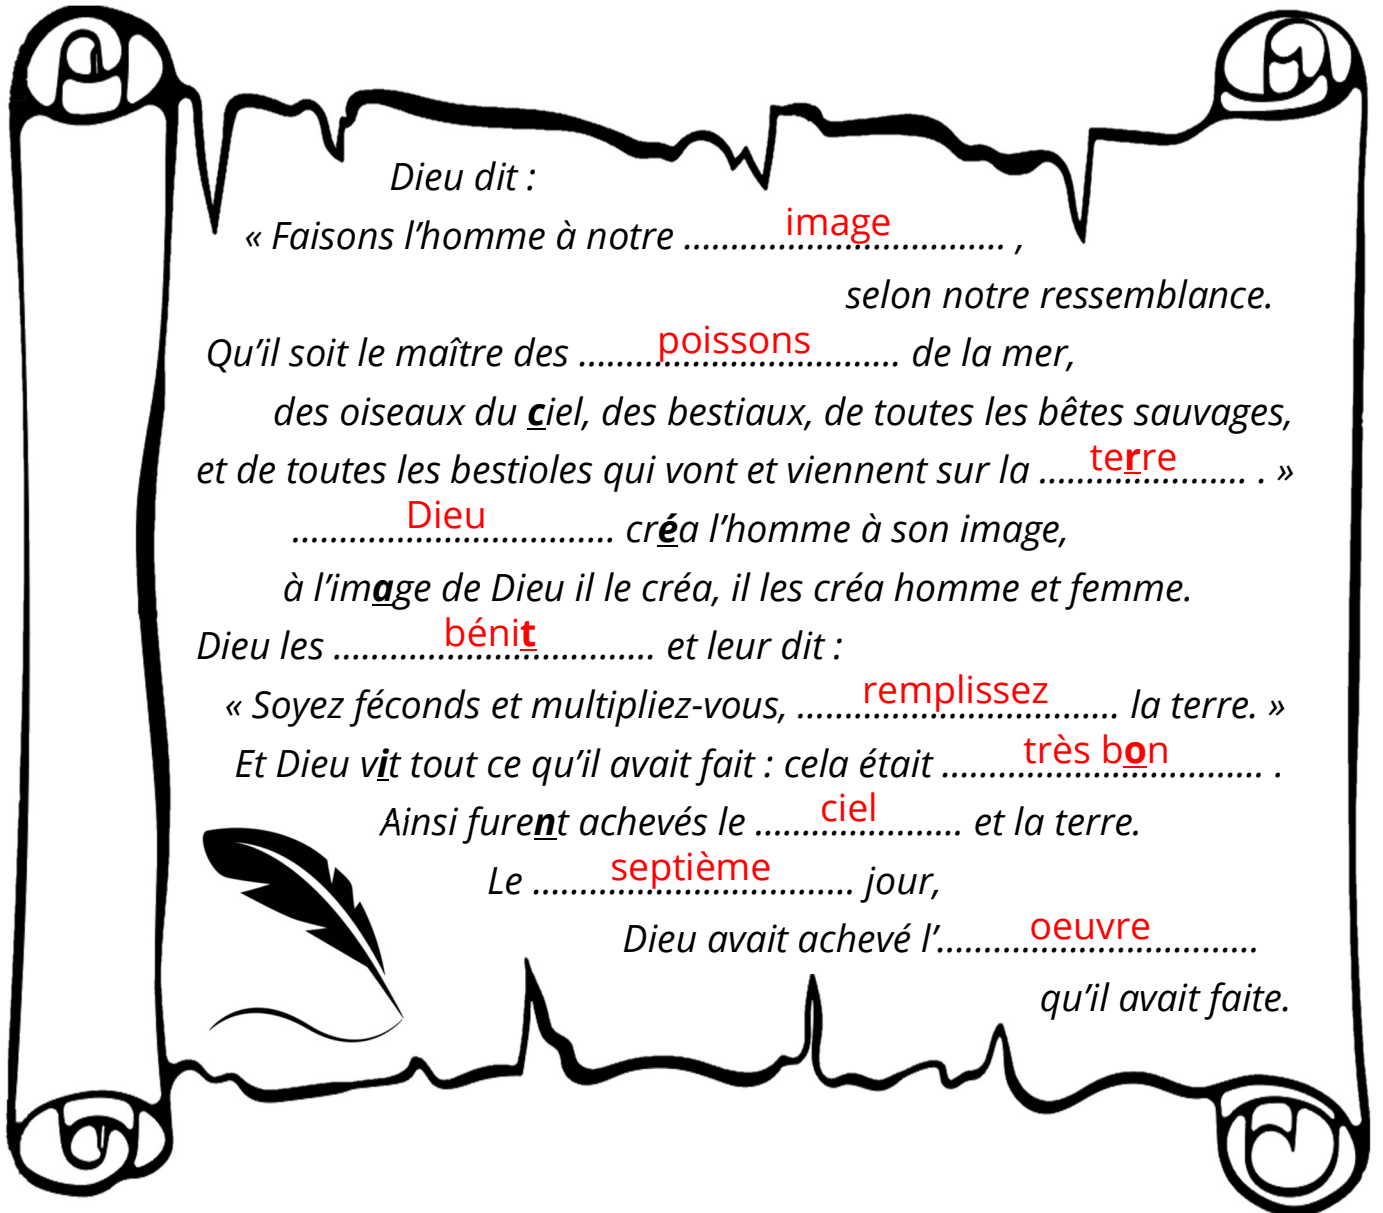 Dieu dit :
« Faisons l’homme à notre ....image.... ,
selon notre ressemblance.
Qu’il soit le maître des ....poissons.... de la mer,
des oiseaux du ciel, des bestiaux, de toutes les bêtes sauvages,
et de toutes les bestioles qui vont et viennent sur la ....terre.... . »
....Dieu.... créa l’homme à son image,
à l’image de Dieu il le créa, il les créa homme et femme.
Dieu les ....bénit.... et leur dit :
« Soyez féconds et multipliez-vous, ....remplissez.... la terre. »
Et Dieu vit tout ce qu’il avait fait : cela était ....très bon.... .
Ainsi furent achevés le ....ciel.... et la terre.
Le ....septième.... jour,
Dieu avait achevé l’....oeuvre....
qu’il avait faite.